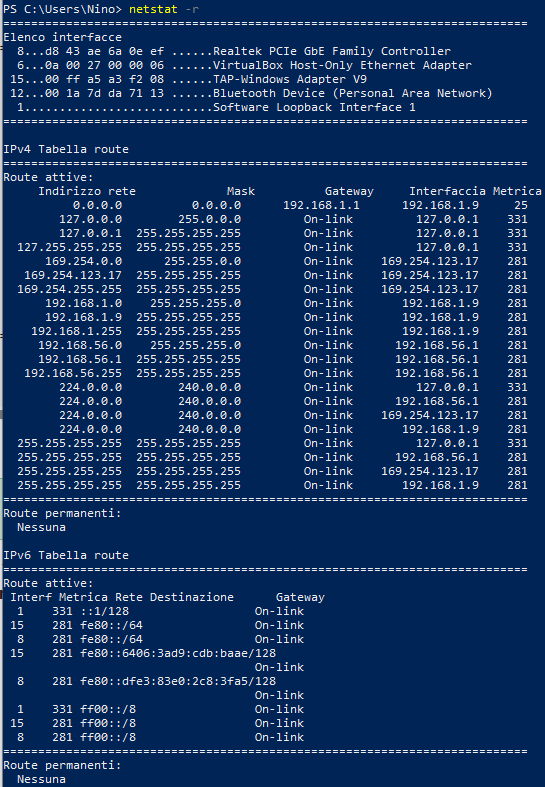 PS C:\Users\Nino> netstat -r
===========================================================================
Elenco interfacce
  8...d8 43 ae 6a 0e ef ......Realtek PCIe GbE Family Controller
  6...0a 00 27 00 00 06 ......VirtualBox Host-Only Ethernet Adapter
 15...00 ff a5 a3 f2 08 ......TAP-Windows Adapter V9
 12...00 1a 7d da 71 13 ......Bluetooth Device (Personal Area Network)
  1...........................Software Loopback Interface 1
===========================================================================

IPv4 Tabella route
===========================================================================
Route attive:
     Indirizzo rete             Mask          Gateway     Interfaccia Metrica
          0.0.0.0          0.0.0.0      192.168.1.1      192.168.1.9     25
        127.0.0.0        255.0.0.0         On-link         127.0.0.1    331
        127.0.0.1  255.255.255.255         On-link         127.0.0.1    331
  127.255.255.255  255.255.255.255         On-link         127.0.0.1    331
      169.254.0.0      255.255.0.0         On-link    169.254.123.17    281
   169.254.123.17  255.255.255.255         On-link    169.254.123.17    281
  169.254.255.255  255.255.255.255         On-link    169.254.123.17    281
      192.168.1.0    255.255.255.0         On-link       192.168.1.9    281
      192.168.1.9  255.255.255.255         On-link       192.168.1.9    281
    192.168.1.255  255.255.255.255         On-link       192.168.1.9    281
     192.168.56.0    255.255.255.0         On-link      192.168.56.1    281
     192.168.56.1  255.255.255.255         On-link      192.168.56.1    281
   192.168.56.255  255.255.255.255         On-link      192.168.56.1    281
        224.0.0.0        240.0.0.0         On-link         127.0.0.1    331
        224.0.0.0        240.0.0.0         On-link      192.168.56.1    281
        224.0.0.0        240.0.0.0         On-link    169.254.123.17    281
        224.0.0.0        240.0.0.0         On-link       192.168.1.9    281
  255.255.255.255  255.255.255.255         On-link         127.0.0.1    331
  255.255.255.255  255.255.255.255         On-link      192.168.56.1    281
  255.255.255.255  255.255.255.255         On-link    169.254.123.17    281
  255.255.255.255  255.255.255.255         On-link       192.168.1.9    281
===========================================================================
Route permanenti:
  Nessuna

IPv6 Tabella route
===========================================================================
Route attive:
 Interf Metrica Rete Destinazione      Gateway
  1    331 ::1/128                  On-link
 15    281 fe80::/64                On-link
  8    281 fe80::/64                On-link
 15    281 fe80::6406:3ad9:cdb:baae/128
                                    On-link
  8    281 fe80::dfe3:83e0:2c8:3fa5/128
                                    On-link
  1    331 ff00::/8                 On-link
 15    281 ff00::/8                 On-link
  8    281 ff00::/8                 On-link
===========================================================================
Route permanenti:
  Nessuna